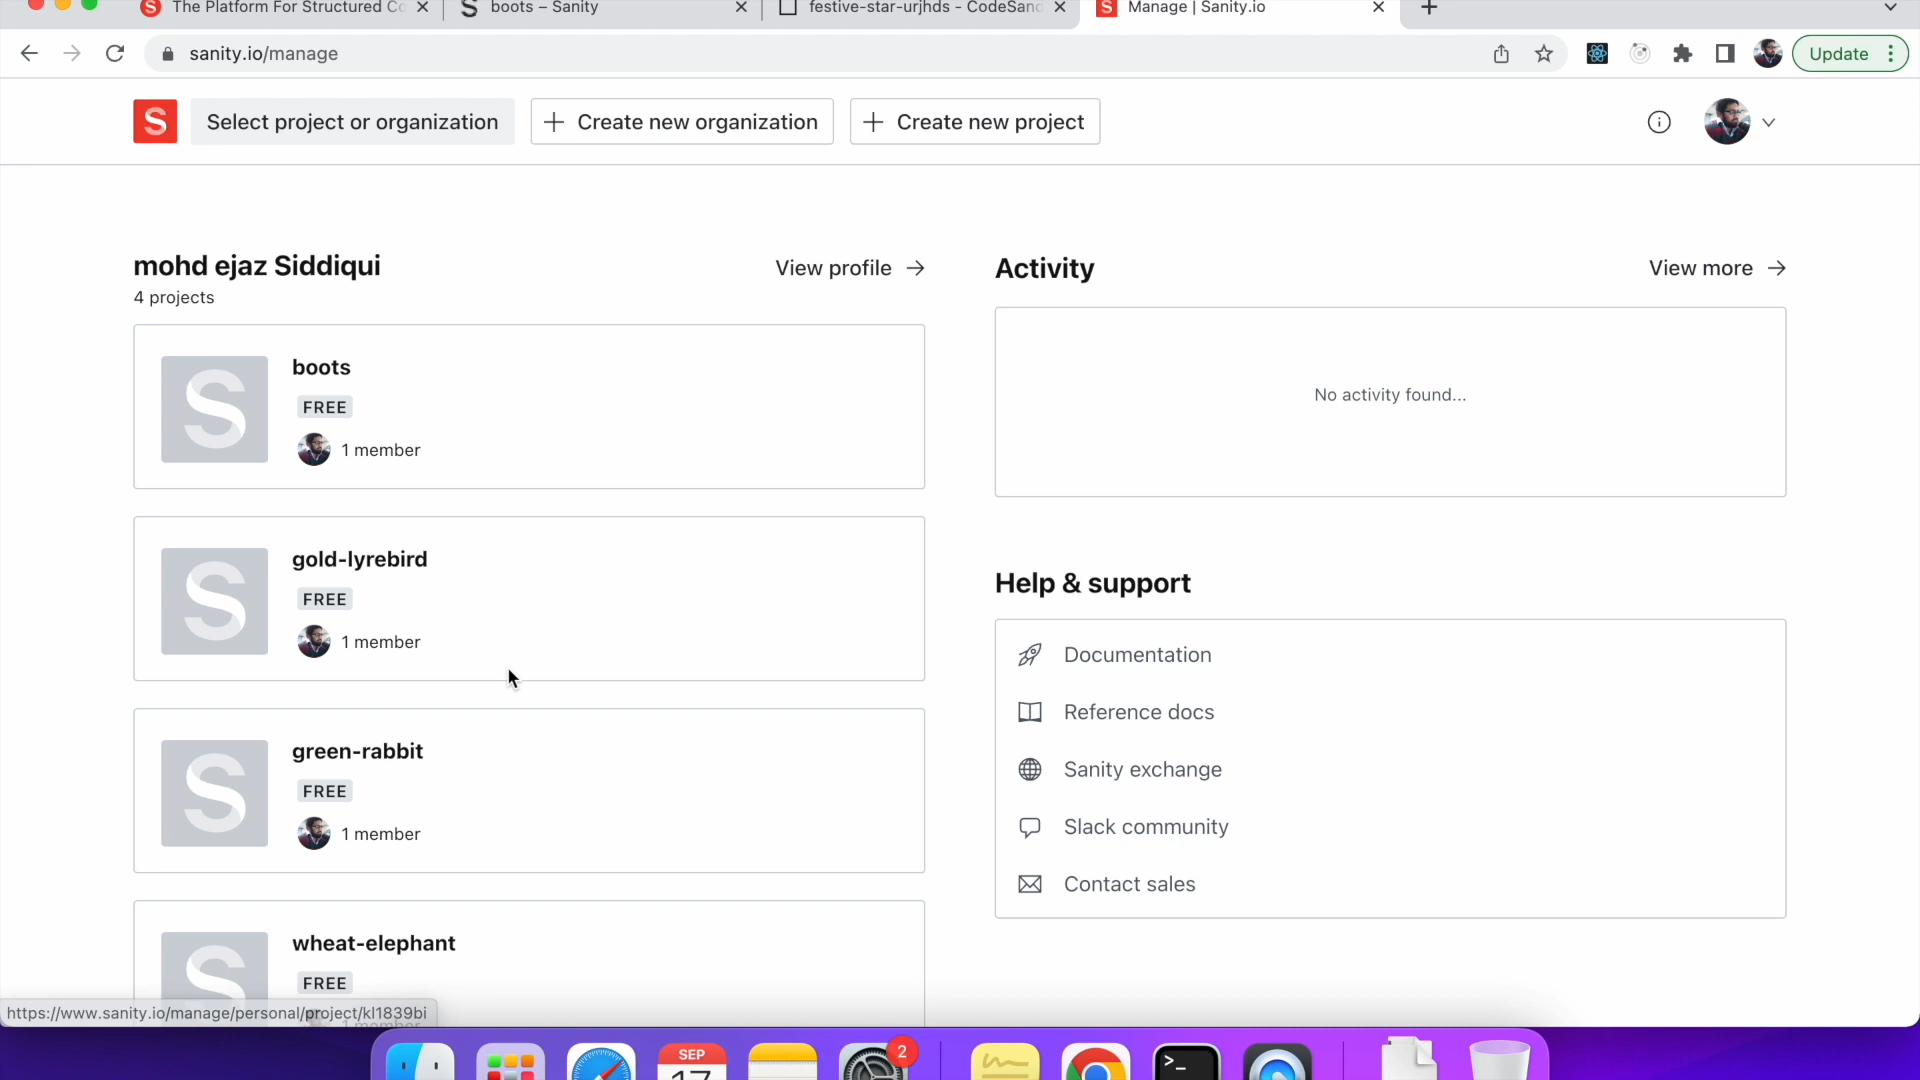 The Platform For Structured Co
boots – Sanity
festive-star-urjhds - CodeSand
Manage | Sanity.io
sanity.io/manage
Update
Select project or organization
Create new organization
Create new project
mohd ejaz Siddiqui
4 projects
View profile
boots
FREE
1 member
gold-lyrebird
FREE
1 member
green-rabbit
FREE
1 member
wheat-elephant
FREE
1 member
Activity
View more
No activity found...
Help & support
Documentation
Reference docs
Sanity exchange
Slack community
Contact sales
https://www.sanity.io/manage/personal/project/kl1839bi
SEP
17
2